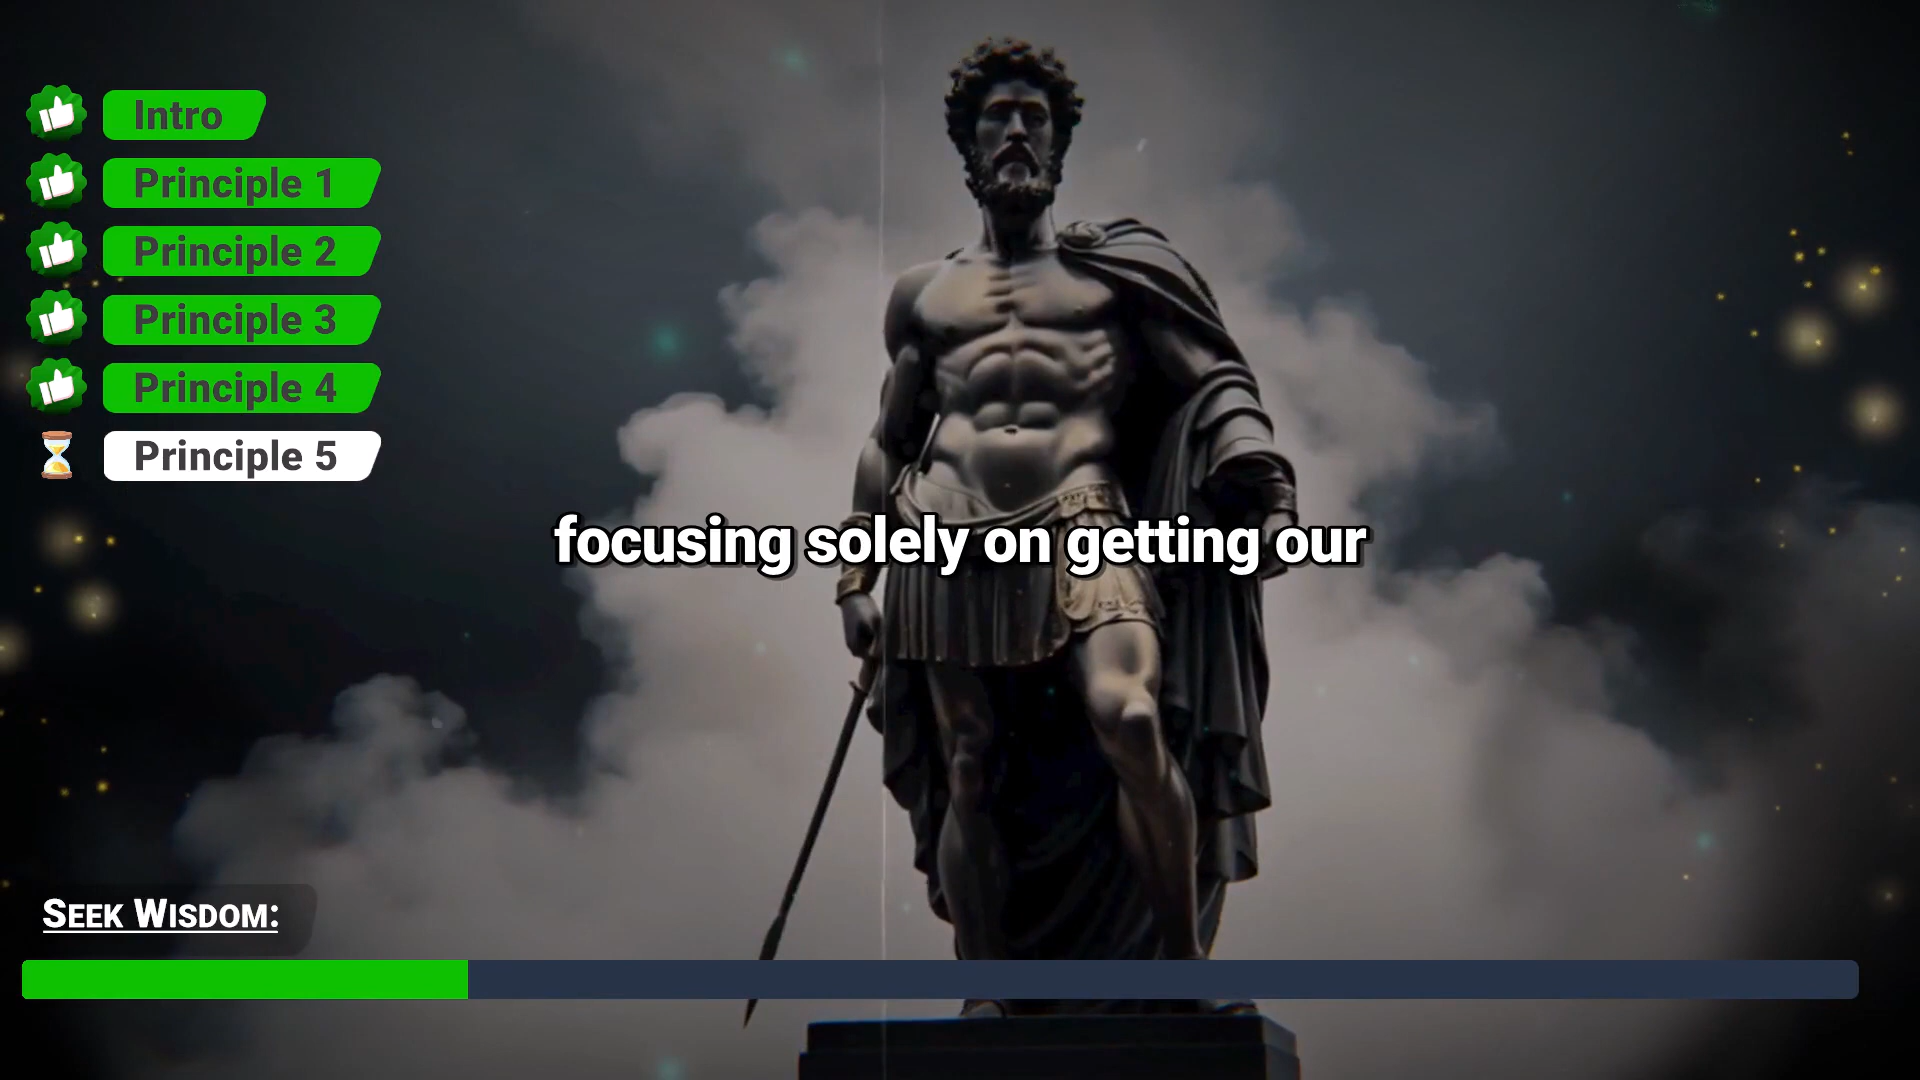 Intro
Principle 1
Principle 2
Principle 3
Principle 4
Principle 5
focusing solely on getting our
SEEK WISDOM: